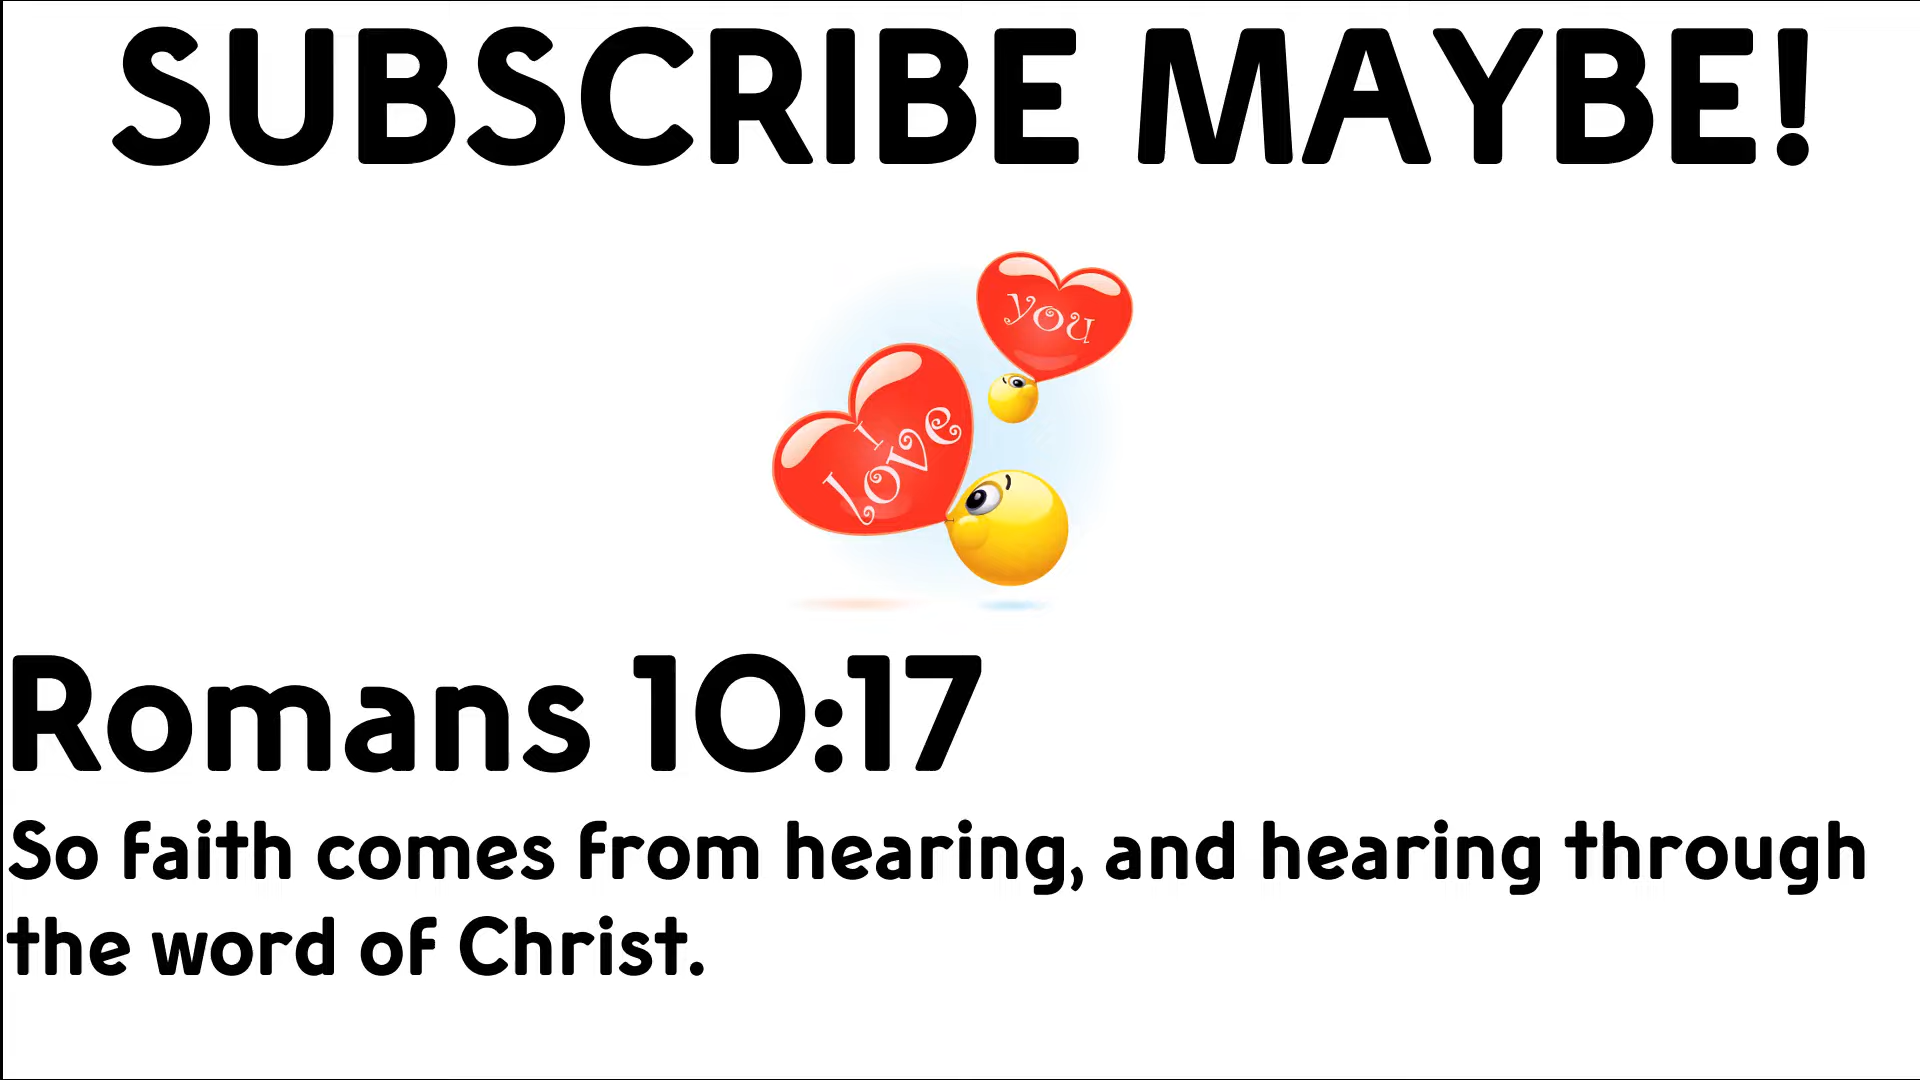 SUBSCRIBE MAYBE!
you
I
love
Romans 10:17
So faith comes from hearing, and hearing through
the word of Christ.